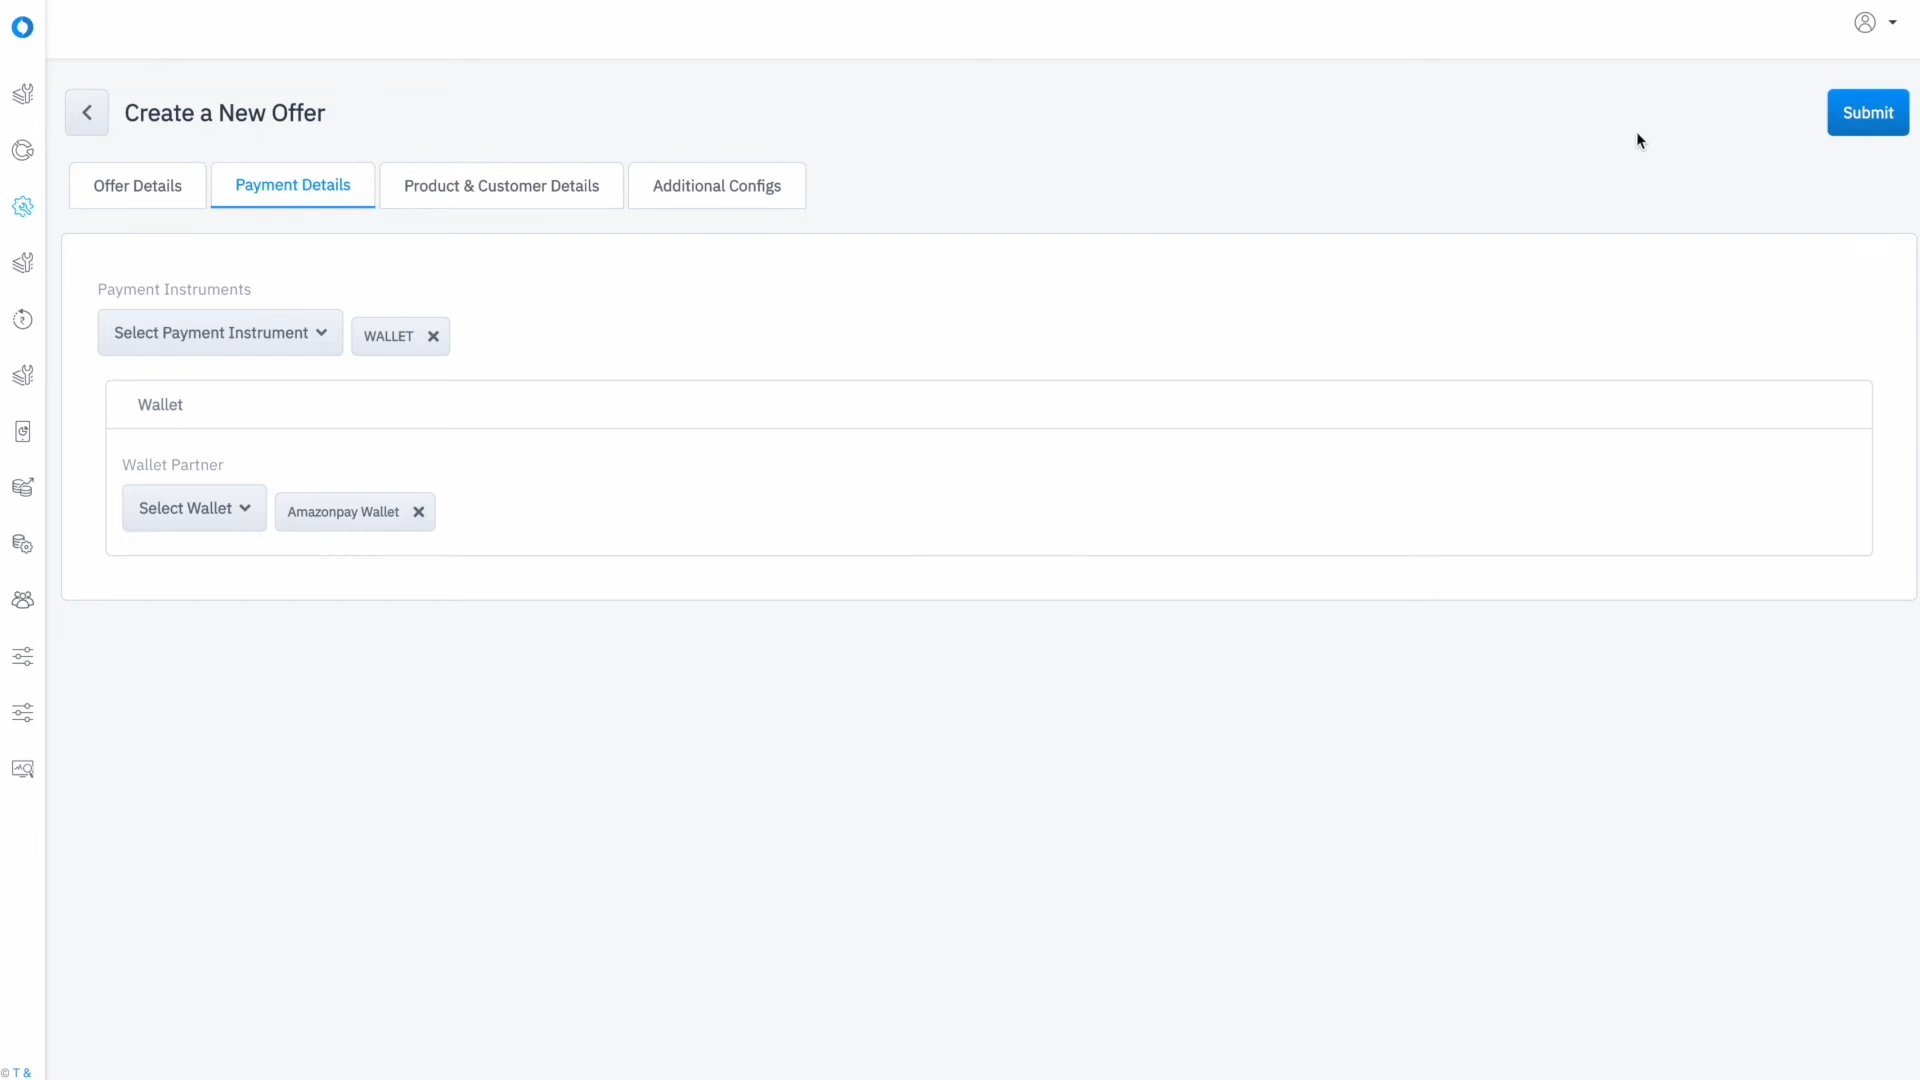 Create a New Offer
Submit
Offer Details
Payment Details
Product & Customer Details
Additional Configs
Payment Instruments
Select Payment Instrument
WALLET
Wallet
Wallet Partner
Select Wallet
Amazonpay Wallet
© T &